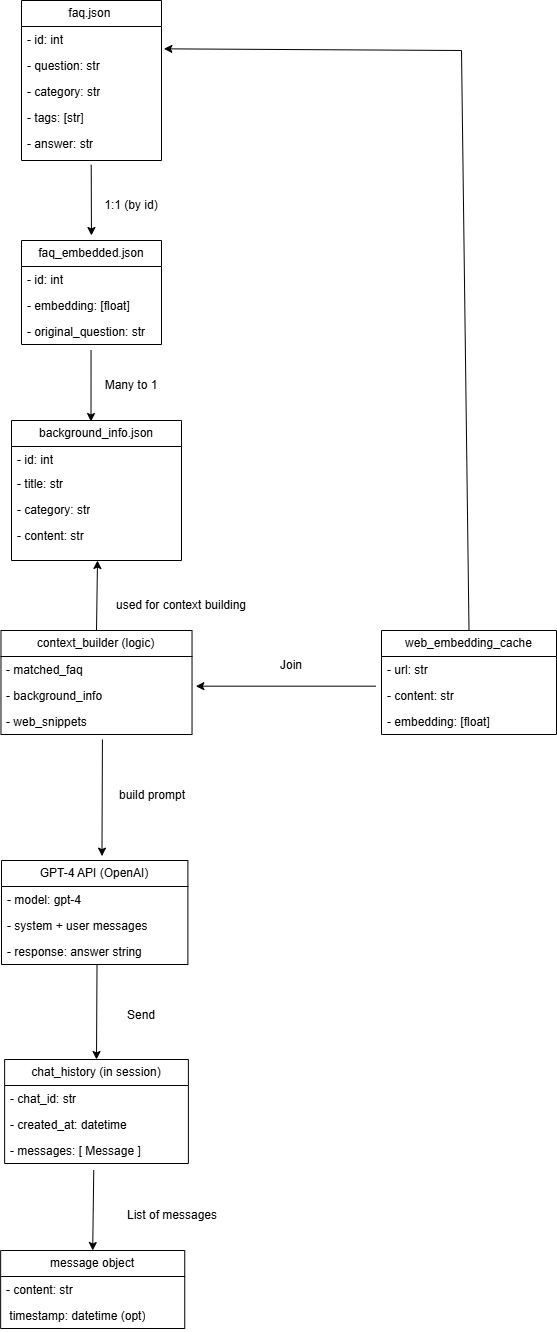 faq.json
- id: int
- question: str
- category: str
- tags: [str]
- answer: str
1:1 (by id)
faq_embedded.json
- id: int
- embedding: [float]
- original_question: str
Many to 1
background_info.json
- id: int
- title: str
- category: str
- content: str
used for context building
context_builder (logic)
- matched_faq
- background_info
- web_snippets
Join
web_embedding_cache
- url: str
- content: str
- embedding: [float]
build prompt
GPT-4 API (OpenAI)
- model: gpt-4
- system + user messages
- response: answer string
Send
chat_history (in session)
- chat_id: str
- created_at: datetime
- messages: [ Message ]
List of messages
message object
- content: str
timestamp: datetime (opt)